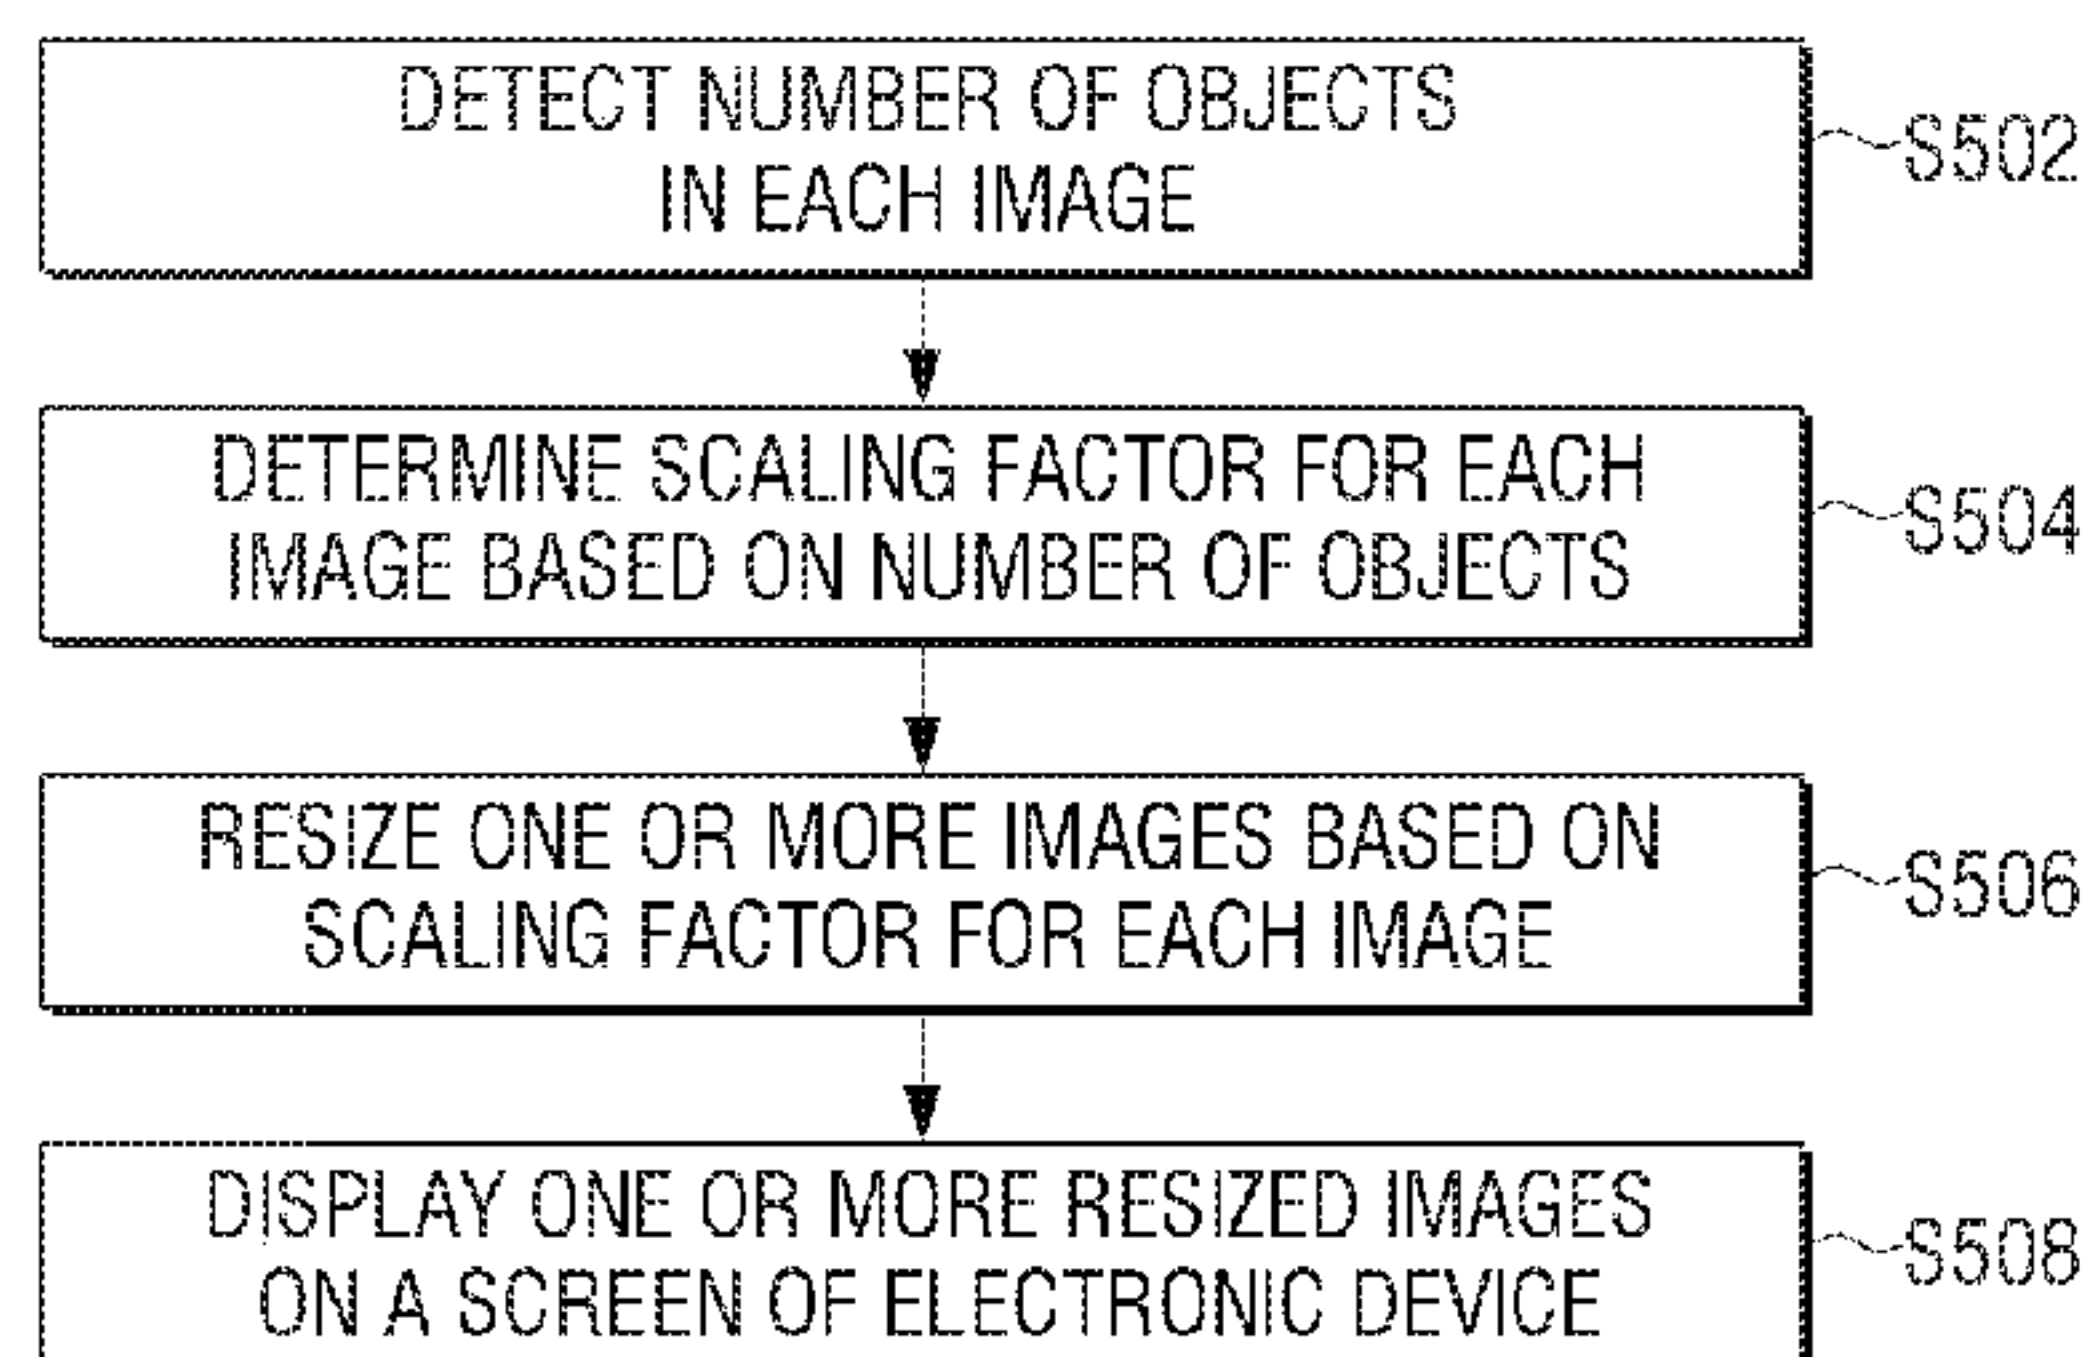 DETECT NUMBER OF OBJECTS
IN EACH IMAGE
S502
DETERMINE SCALING FACTOR FOR EACH
IMAGE BASED ON NUMBER OF OBJECTS
S504
RESIZE ONE OR MORE IMAGES BASED ON
SCALING FACTOR FOR EACH IMAGE
S506
DISPLAY ONE OR MORE RESIZED IMAGES
ON A SCREEN OF ELECTRONIC DEVICE
S508